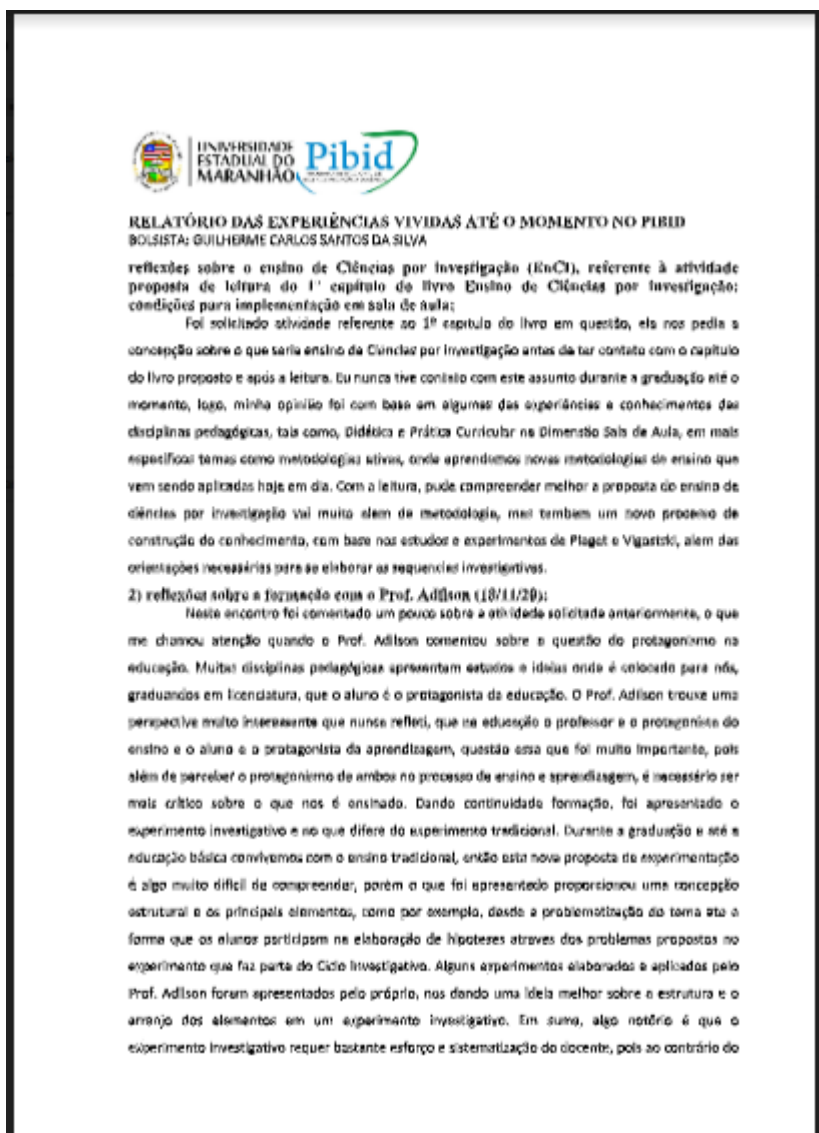 UNIVERSIDADE
ESTADUAL DO
MARANHÃO
Pibid
RELATÓRIO DAS EXPERIÊNCIAS VIVIDAS ATÉ O MOMENTO NO PIBID
BOLSISTA: GUILHERME CARLOS SANTOS DA SILVA
reflexões sobre o ensino de Ciências por Investigação (EnCI), referente à atividade
proposta de leitura do 1º capítulo do livro Ensino de Ciências por Investigação:
condições para implementação em sala de aula;
Foi solicitado atividade referente ao 1º capítulo do livro em questão, ela nos pedia a
concepção sobre o que seria ensino de Ciências por investigação antes de ter contato com o capítulo
do livro proposto e após a leitura. Eu nunca tive contato com este assunto durante a graduação até o
momento, logo, minha opinião foi com base em algumas das experiências e conhecimentos das
disciplinas pedagógicas, tais como, Didática e Prática Curricular na Dimensão Sala de Aula, em mais
específicos temas como metodologias ativas, onde aprendemos novas metodologias de ensino que
vem sendo aplicadas hoje em dia. Com a leitura, pude compreender melhor a proposta do ensino de
ciências por investigação vai muito alem de metodologia, mas tambem um novo processo de
construção do conhecimento, com base nos estudos e experimentos de Piaget e Vigostski, alem das
orientações necessárias para se elaborar as sequencias investigativas.
2) reflexões sobre a formação com o Prof. Adilson (18/11/20);
Neste encontro foi comentado um pouco sobre a atividade solicitada anteriormente, o que
me chamou atenção quando o Prof. Adilson comentou sobre a questão do protagonismo na
educação. Muitas disciplinas pedagógicas apresentam estudos e ideias onde é colocado para nós,
graduandos em licenciatura, que o aluno é o protagonista da educação. O Prof. Adilson trouxe uma
perspectiva muito interessante que nunca refleti, que na educação o professor e o protagonista do
ensino e o aluno e o protagonista da aprendizagem, questão essa que foi muito importante, pois
além de perceber o protagonismo de ambos no processo de ensino e aprendizagem, é necessário ser
mais crítico sobre o que nos é ensinado. Dando continuidade formação, foi apresentado o
experimento investigativo e no que difere do experimento tradicional. Durante a graduação e até a
educação básica convivemos com o ensino tradicional, então esta nova proposta de experimentação
é algo muito difícil de compreender, porém o que foi apresentado proporcionou uma concepção
estrutural e os principais elementos, como por exemplo, desde a problematização do tema ate a
forma que os alunos participam na elaboração de hipoteses atraves dos problemas propostos no
experimento que faz parte do Ciclo Investigativo. Alguns experimentos elaborados e aplicados pelo
Prof. Adilson foram apresentados pelo próprio, nos dando uma ideia melhor sobre a estrutura e o
arranjo dos elementos em um experimento investigativo. Em suma, algo notório é que o
experimento investigativo requer bastante esforço e sistematização do docente, pois ao contrário do